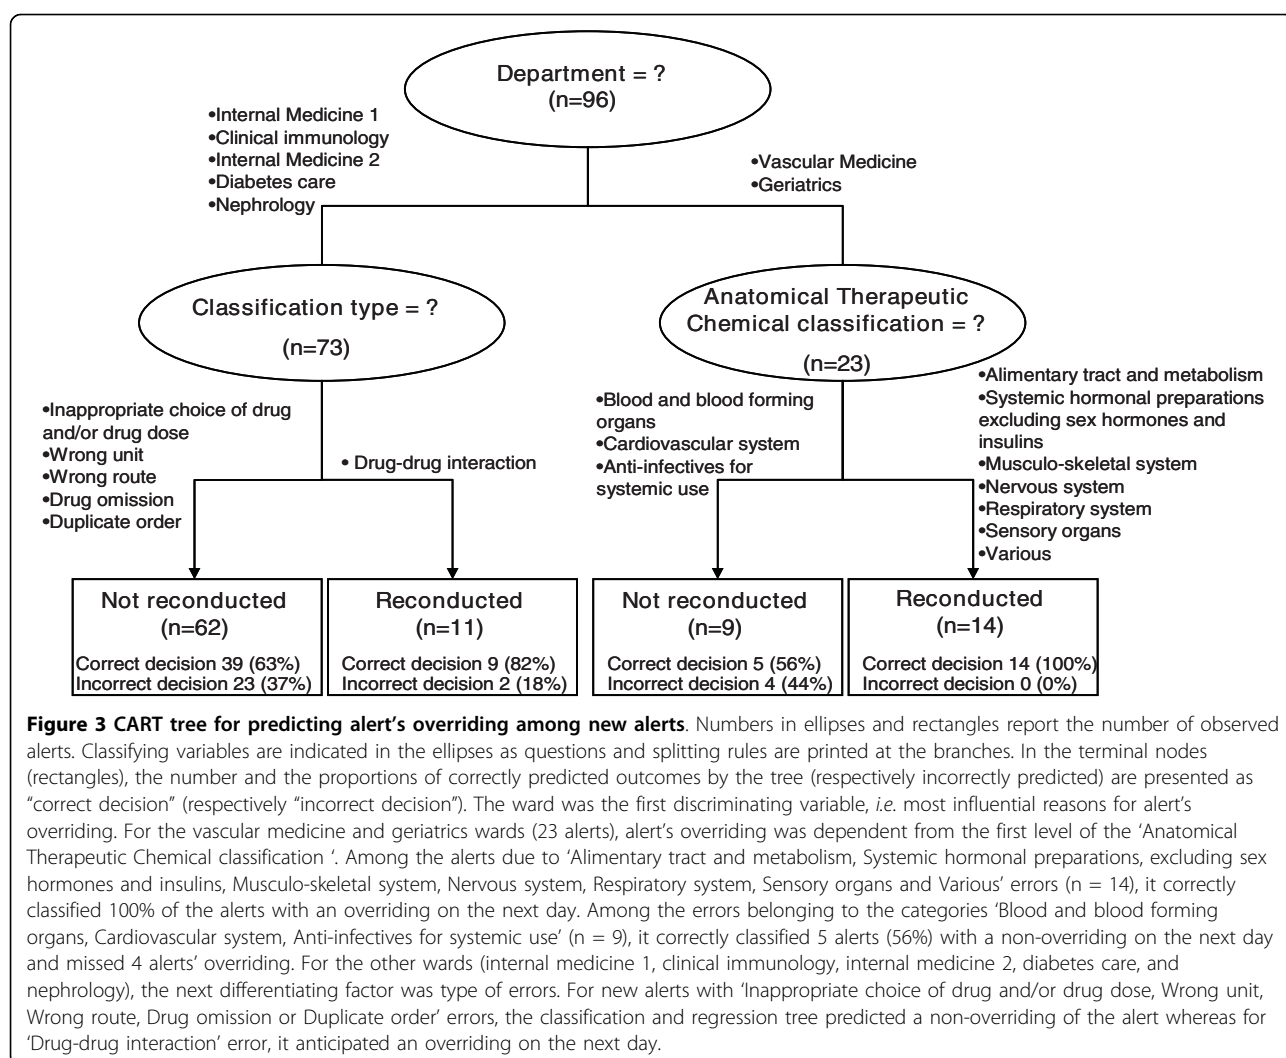 Department = ?
(n=96)
•Internal Medicine 1
•Clinical immunology
•Internal Medicine 2
•Diabetes care
•Nephrology
•Vascular Medicine
•Geriatrics
Classification type = ?
(n=73)
Anatomical Therapeutic
Chemical classification = ?
(n=23)
•Inappropriate choice of drug
and/or drug dose
•Wrong unit
•Wrong route
•Drug omission
•Duplicate order
• Drug-drug interaction
•Blood and blood forming
organs
•Cardiovascular system
•Anti-infectives for
systemic use
•Alimentary tract and metabolism
•Systemic hormonal preparations
excluding sex hormones and
insulins
•Musculo-skeletal system
•Nervous system
•Respiratory system
•Sensory organs
•Various
Not reconducted
(n=62)
Correct decision 39 (63%)
Incorrect decision 23 (37%)
Reconducted
(n=11)
Correct decision 9 (82%)
Incorrect decision 2 (18%)
Not reconducted
(n=9)
Correct decision 5 (56%)
Incorrect decision 4 (44%)
Reconducted
(n=14)
Correct decision 14 (100%)
Incorrect decision 0 (0%)
Figure 3 CART tree for predicting alert's overriding among new alerts. Numbers in ellipses and rectangles report the number of observed
alerts. Classifying variables are indicated in the ellipses as questions and splitting rules are printed at the branches. In the terminal nodes
(rectangles), the number and the proportions of correctly predicted outcomes by the tree (respectively incorrectly predicted) are presented as
“correct decision” (respectively “incorrect decision”). The ward was the first discriminating variable, i.e. most influential reasons for alert's
overriding. For the vascular medicine and geriatrics wards (23 alerts), alert's overriding was dependent from the first level of the ‘Anatomical
Therapeutic Chemical classification ‘. Among the alerts due to ‘Alimentary tract and metabolism, Systemic hormonal preparations, excluding sex
hormones and insulins, Musculo-skeletal system, Nervous system, Respiratory system, Sensory organs and Various’ errors (n = 14), it correctly
classified 100% of the alerts with an overriding on the next day. Among the errors belonging to the categories ‘Blood and blood forming
organs, Cardiovascular system, Anti-infectives for systemic use’ (n = 9), it correctly classified 5 alerts (56%) with a non-overriding on the next day
and missed 4 alerts’ overriding. For the other wards (internal medicine 1, clinical immunology, internal medicine 2, diabetes care, and
nephrology), the next differentiating factor was type of errors. For new alerts with ‘Inappropriate choice of drug and/or drug dose, Wrong unit,
Wrong route, Drug omission or Duplicate order’ errors, the classification and regression tree predicted a non-overriding of the alert whereas for
‘Drug-drug interaction’ error, it anticipated an overriding on the next day.